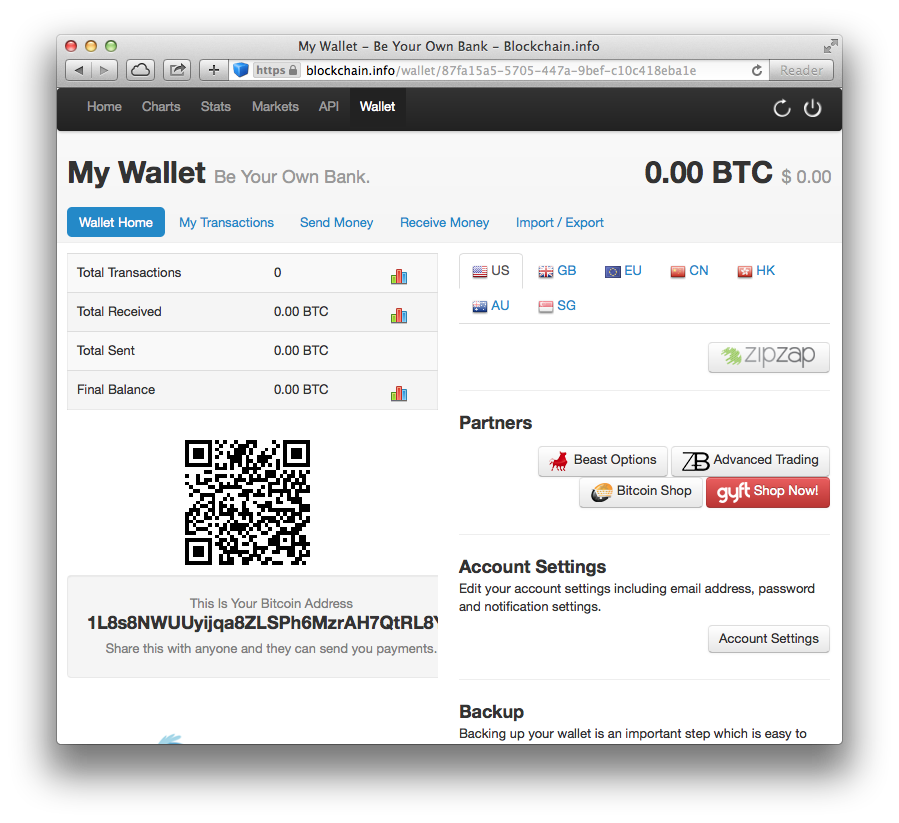 My Wallet – Be Your Own Bank – Blockchain.info
https blockchain.info/wallet/87fa15a5-5705-447a-9bef-c10c418eba1e Reader
Home Charts Stats Markets API Wallet
My Wallet Be Your Own Bank. 0.00 BTC $ 0.00
Wallet Home My Transactions Send Money Receive Money Import / Export
Total Transactions 0
Total Received 0.00 BTC
Total Sent 0.00 BTC
Final Balance 0.00 BTC
This Is Your Bitcoin Address
1L8s8NWUUyijqa8ZLSPh6MzrAH7QtRL8Y
Share this with anyone and they can send you payments.
US GB EU CN HK
AU SG
zipzap
Partners
Beast Options ZB Advanced Trading
Bitcoin Shop gyft Shop Now!
Account Settings
Edit your account settings including email address, password
and notification settings.
Account Settings
Backup
Backing up your wallet is an important step which is easy to